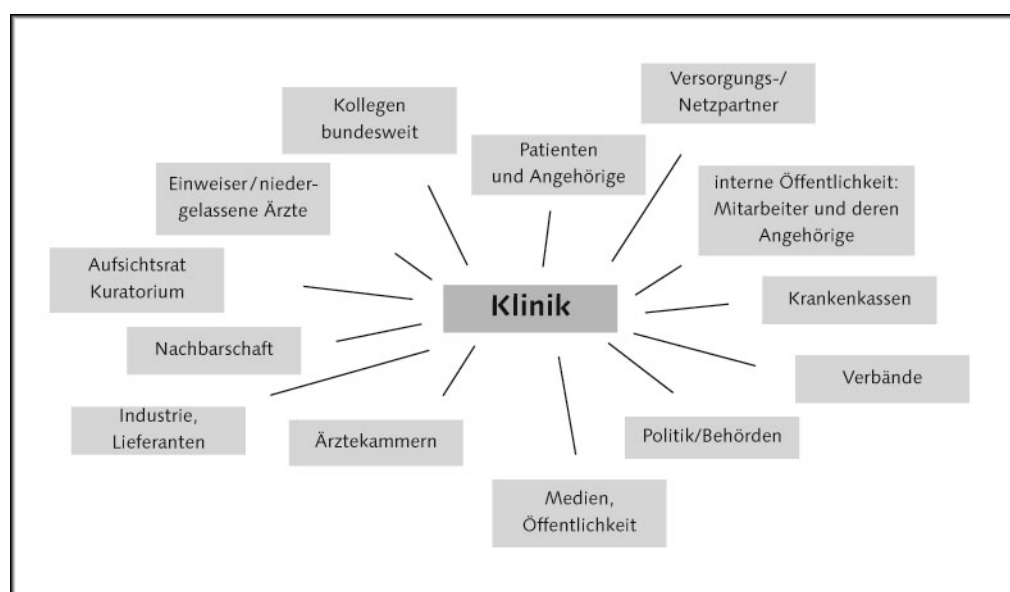 Versorgungs-/
Netzpartner
Kollegen
bundesweit
Patienten
und Angehörige
Einweiser/nieder-
gelassene Ärzte
interne Öffentlichkeit:
Mitarbeiter und deren
Angehörige
Aufsichtsrat
Kuratorium
Klinik
Krankenkassen
Nachbarschaft
Verbände
Industrie,
Lieferanten
Ärztekammern
Politik/Behörden
Medien,
Öffentlichkeit